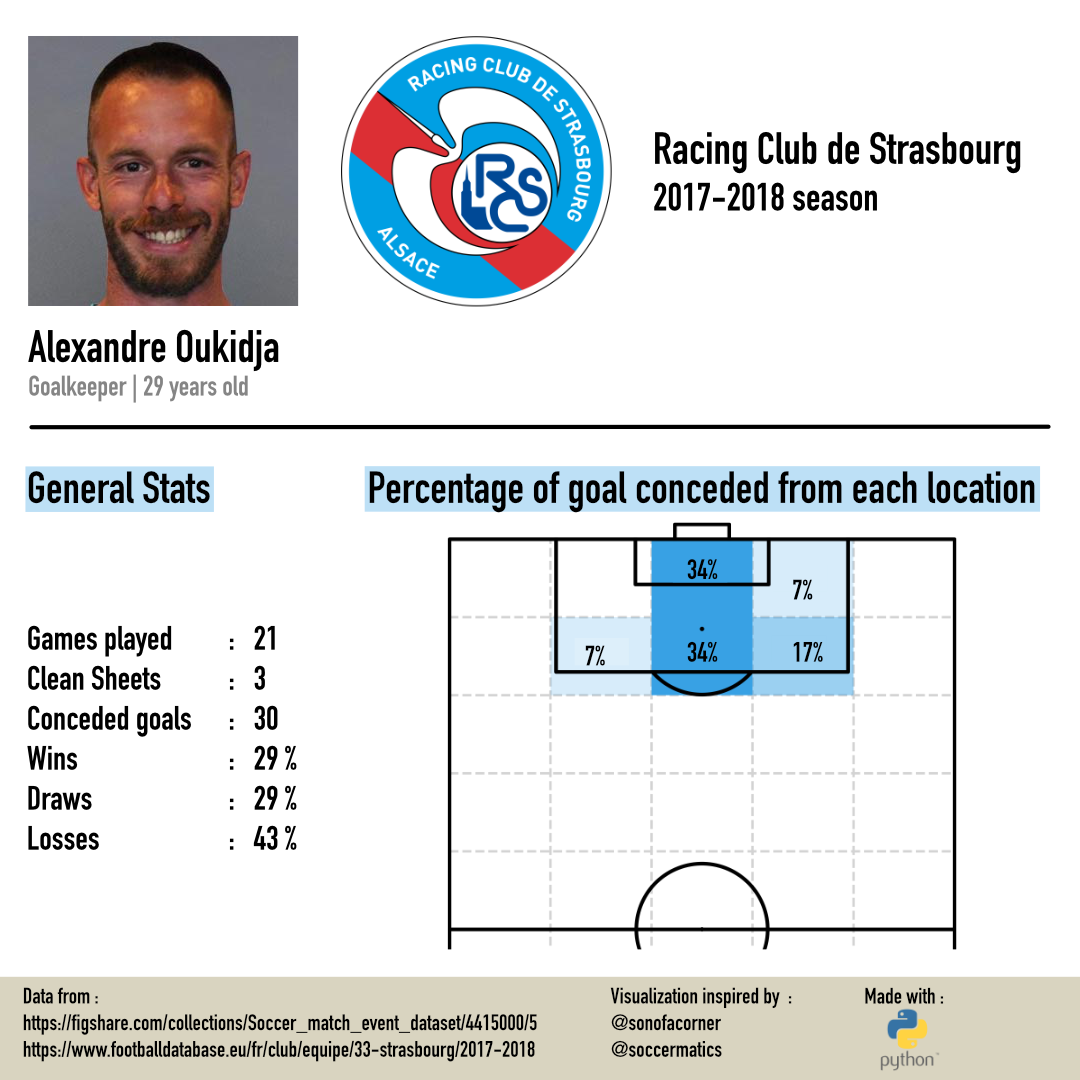 RACING CLUB DE STRASBOURG
ALSACE
RSC
Racing Club de Strasbourg
2017-2018 season
Alexandre Oukidja
Goalkeeper | 29 years old
General Stats
Percentage of goal conceded from each location
34%
7%
7%
34%
17%
Games played : 21
Clean Sheets : 3
Conceded goals : 30
Wins : 29 %
Draws : 29 %
Losses : 43 %
Data from :
https://figshare.com/collections/Soccer_match_event_dataset/4415000/5
https://www.footballdatabase.eu/fr/club/equipe/33-strasbourg/2017-2018
Visualization inspired by :
@sonofacorner
@soccermatics
Made with :
python